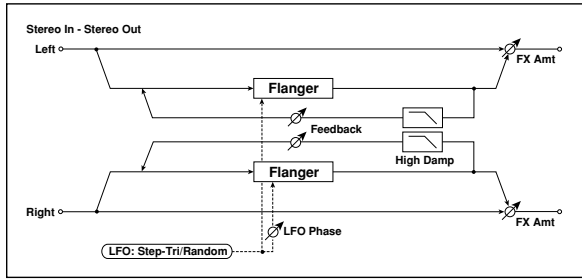 Stereo In - Stereo Out
Left
FX Amt
Flanger
Feedback
High Damp
Flanger
Right
LFO Phase
FX Amt
LFO: Step-Tri/Random